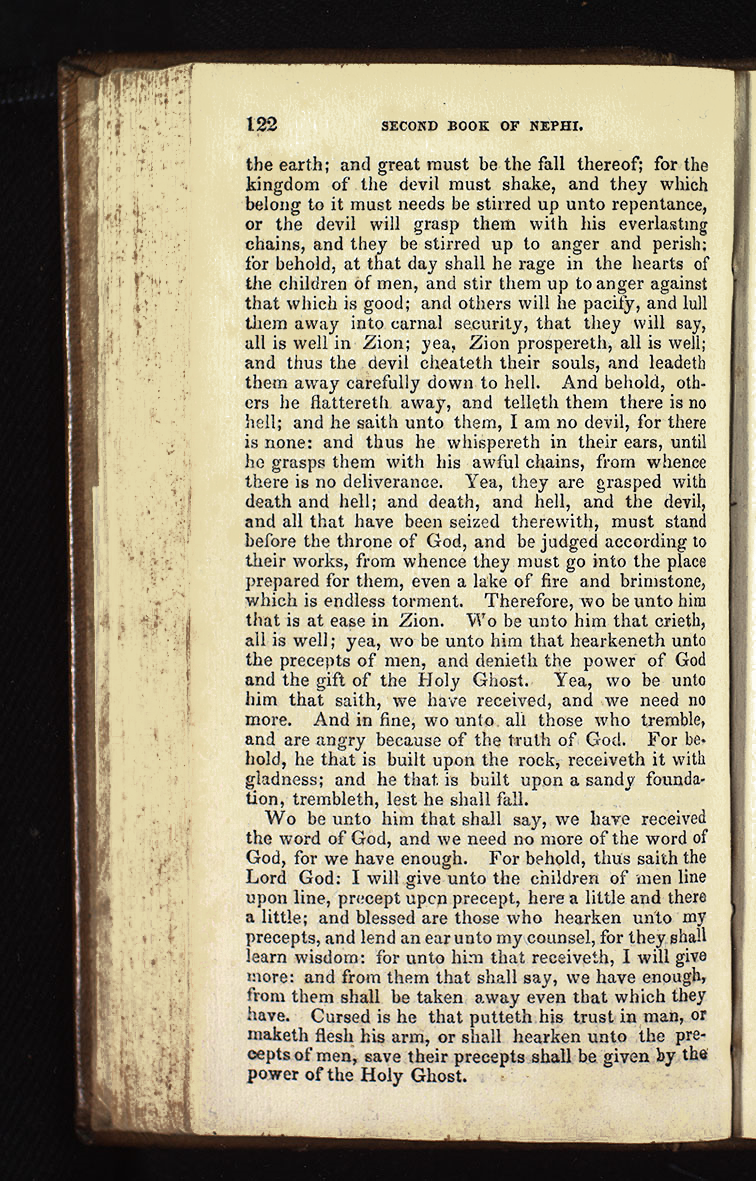 122 SECOND BOOK OF NEPHI.
the earth; and great must be the fall thereof; for the
kingdom of the devil must shake, and they which
belong to it must needs be stirred up unto repentance,
or the devil will grasp them with his everlasting
chains, and they be stirred up to anger and perish:
for behold, at that day shall he rage in the hearts of
the children of men, and stir them up to anger against
that which is good; and others will he pacify, and lull
them away into carnal security, that they will say,
all is well in Zion; yea, Zion prospereth, all is well;
and thus the devil cheateth their souls, and leadeth
them away carefully down to hell. And behold, oth-
ers he flattereth away, and telleth them there is no
hell; and he saith unto them, I am no devil, for there
is none: and thus he whispereth in their ears, until
he grasps them with his awful chains, from whence
there is no deliverance. Yea, they are grasped with
death and hell; and death, and hell, and the devil,
and all that have been seized therewith, must stand
before the throne of God, and be judged according to
their works, from whence they must go into the place
prepared for them, even a lake of fire and brimstone,
which is endless torment. Therefore, wo be unto him
that is at ease in Zion. Wo be unto him that crieth,
all is well; yea, wo be unto him that hearkeneth unto
the precepts of men, and denieth the power of God
and the gift of the Holy Ghost. Yea, wo be unto
him that saith, we have received, and we need no
more. And in fine, wo unto all those who tremble,
and are angry because of the truth of God. For be-
hold, he that is built upon the rock, receiveth it with
gladness; and he that is built upon a sandy founda-
tion, trembleth, lest he shall fall.
Wo be unto him that shall say, we have received
the word of God, and we need no more of the word of
God, for we have enough. For behold, thus saith the
Lord God: I will give unto the children of men line
upon line, precept upon precept, here a little and there
a little; and blessed are those who hearken unto my
precepts, and lend an ear unto my counsel, for they shall
learn wisdom: for unto him that receiveth, I will give
more: and from them that shall say, we have enough,
from them shall be taken away even that which they
have. Cursed is he that putteth his trust in man, or
maketh flesh his arm, or shall hearken unto the pre-
cepts of men, save their precepts shall be given by the
power of the Holy Ghost.